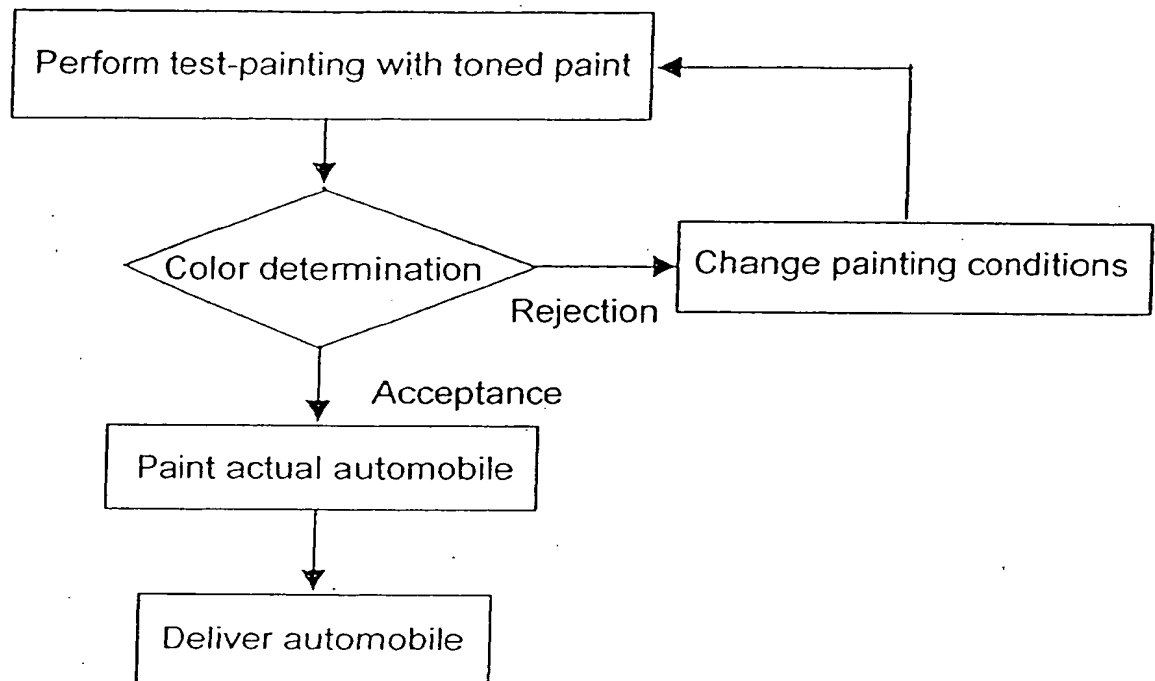 Perform test-painting with toned paint
Color determination
Change painting conditions
Rejection
Acceptance
Paint actual automobile
Deliver automobile